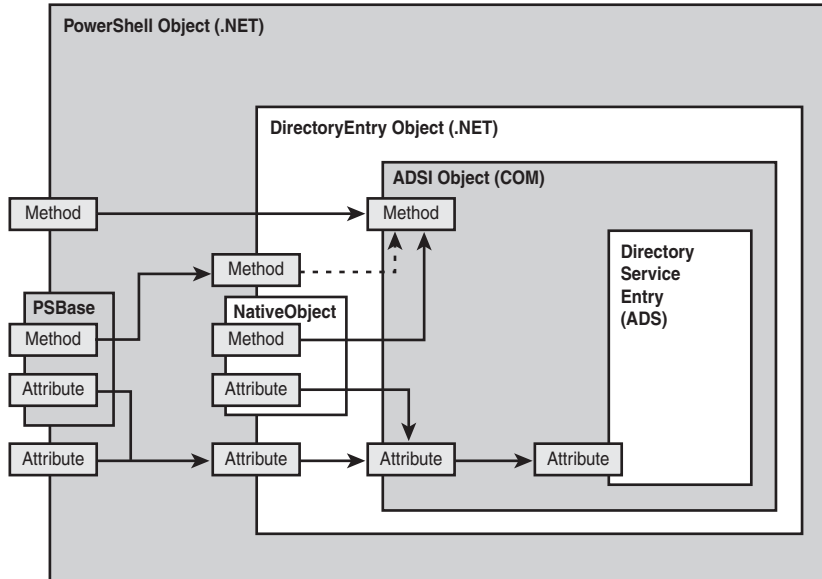 PowerShell Object (.NET)
DirectoryEntry Object (.NET)
ADSI Object (COM)
Method
Method
Directory
Service
Entry
(ADS)
Method
PSBase
NativeObject
Method
Method
Attribute
Attribute
Attribute
Attribute
Attribute
Attribute